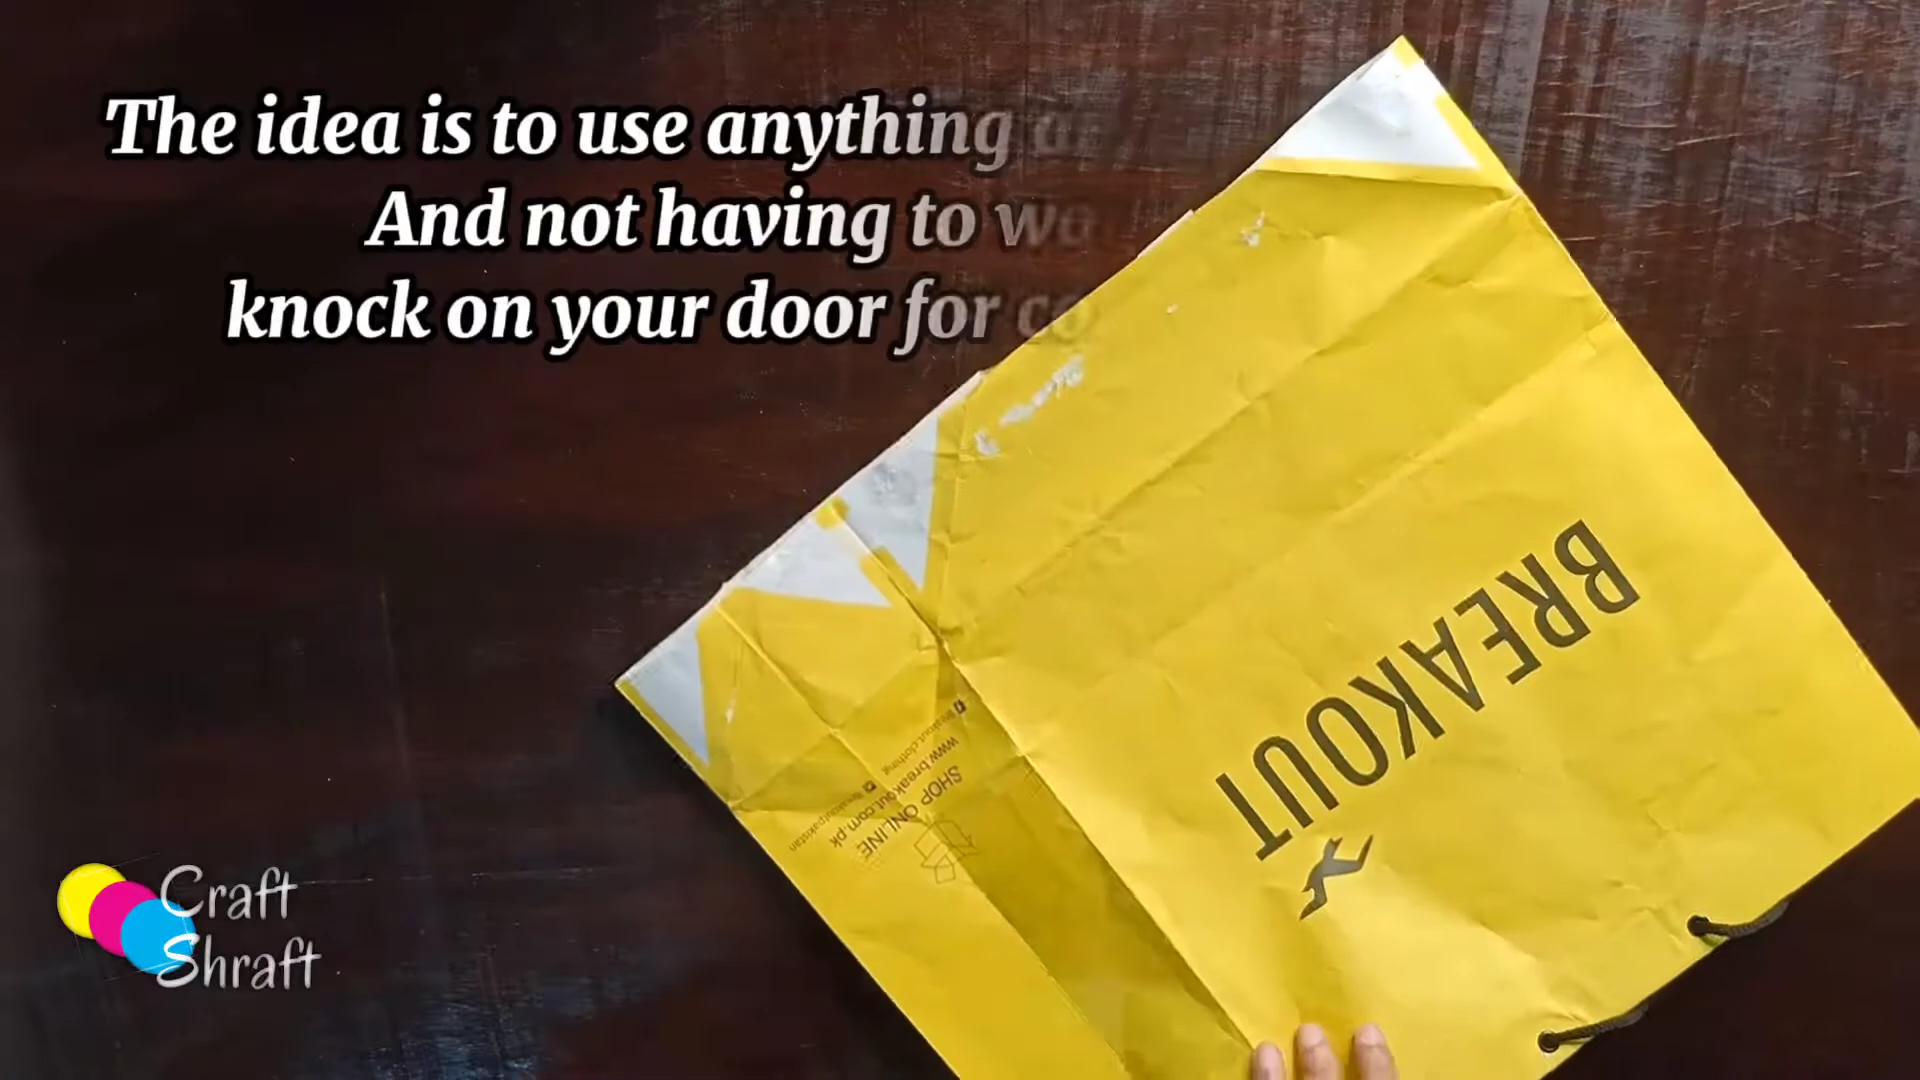 The idea is to use anything
And not having to
knock on your door for
BREAKOUT
SHOP ONLINE
www.breakout.com.pk
Craft
Shraft